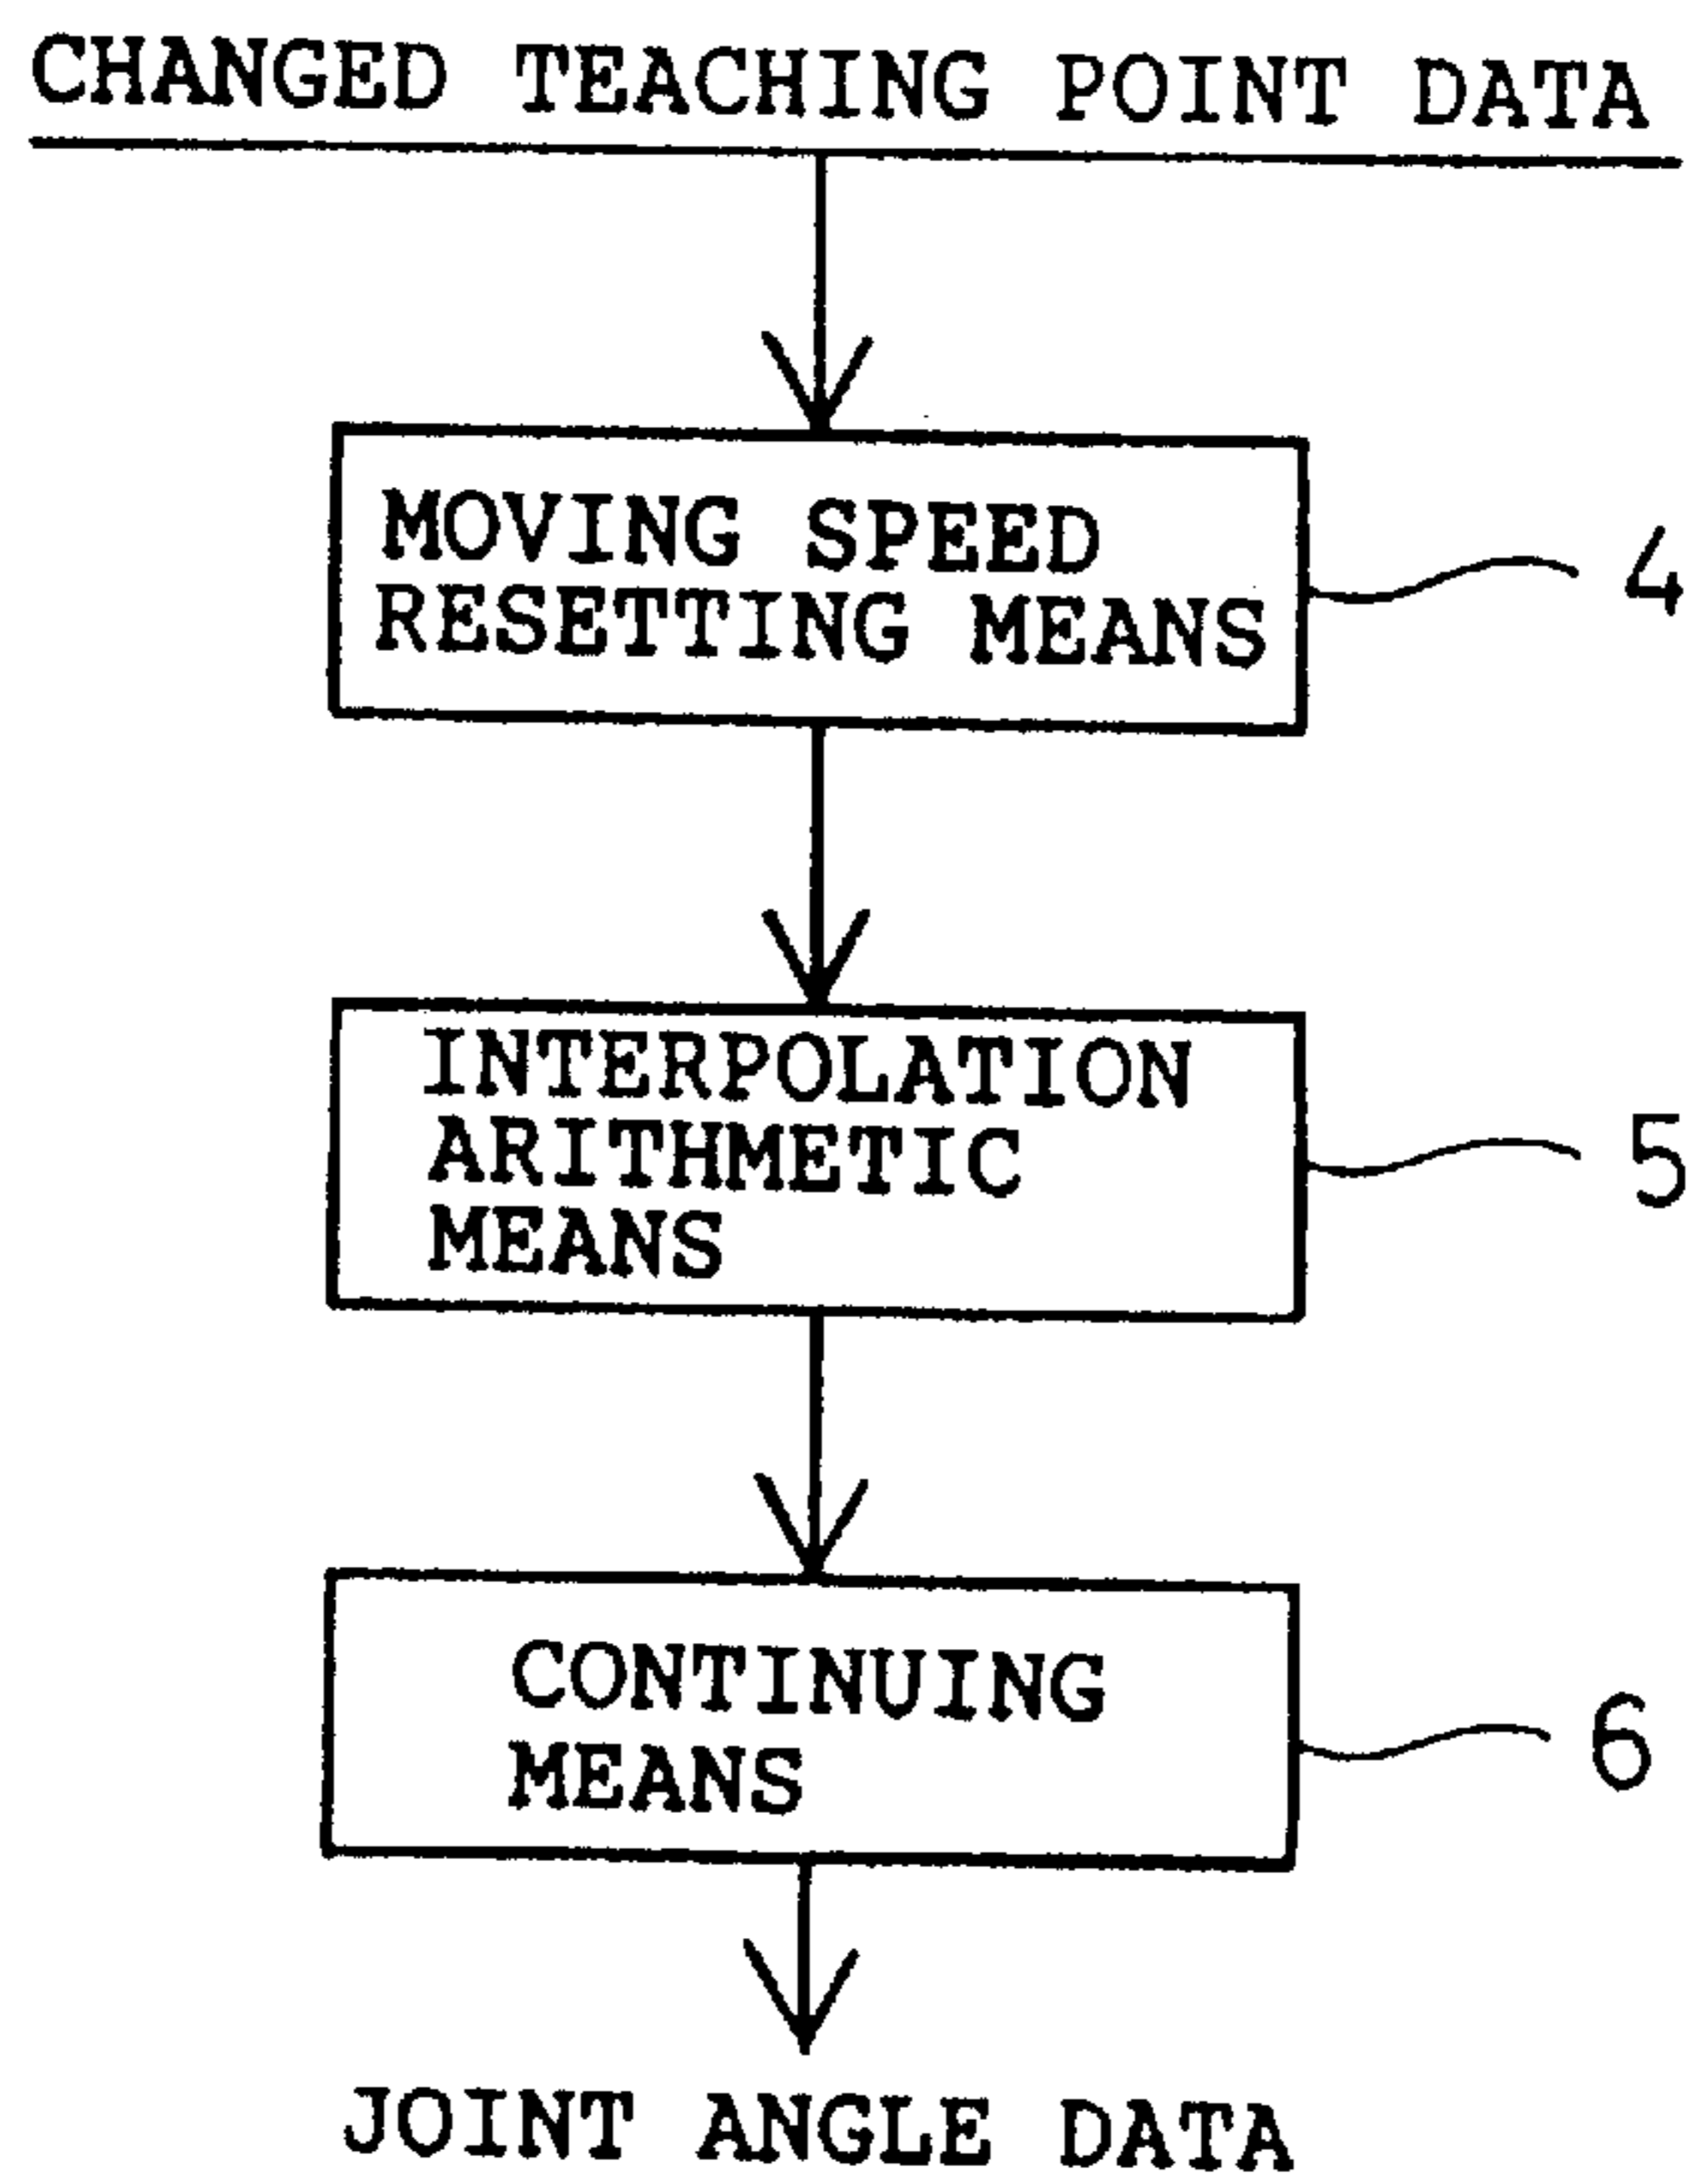 CHANGED TEACHING POINT DATA
MOVING SPEED
RESETTING MEANS
4
INTERPOLATION
ARITHMETIC
MEANS
5
CONTINUING
MEANS
6
JOINT ANGLE DATA